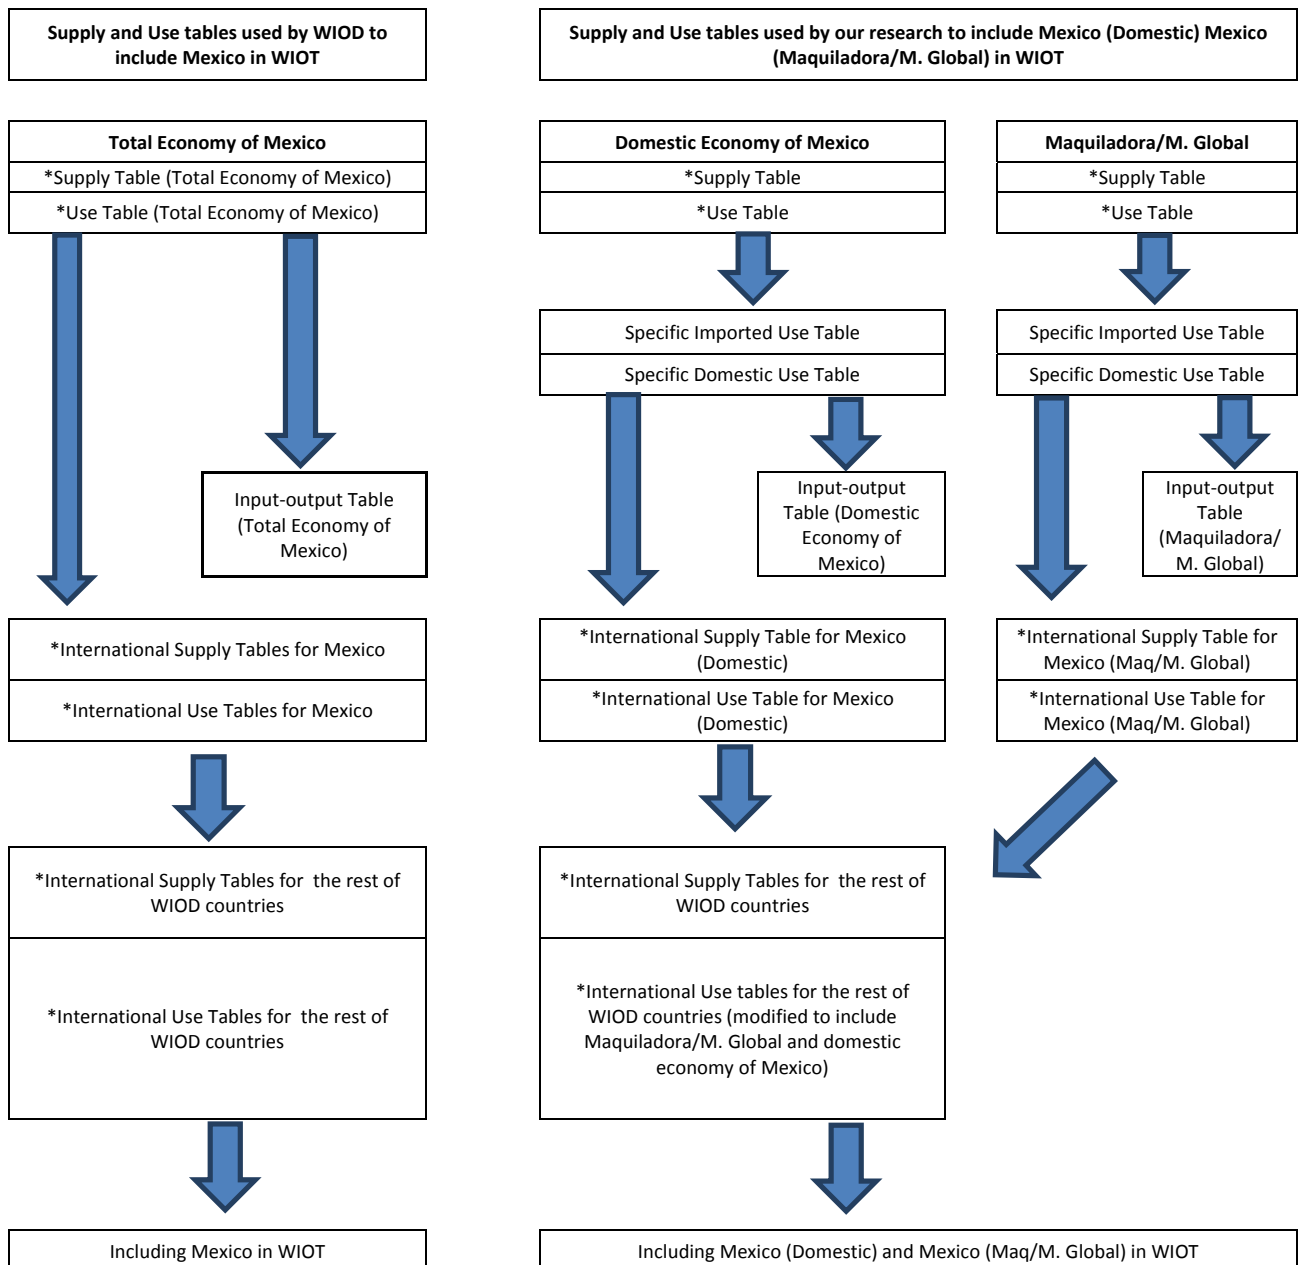 Supply and Use tables used by WIOD to
include Mexico in WIOT
Supply and Use tables used by our research to include Mexico (Domestic) Mexico
(Maquiladora/M. Global) in WIOT
Total Economy of Mexico
*Supply Table (Total Economy of Mexico)
*Use Table (Total Economy of Mexico)
Domestic Economy of Mexico
*Supply Table
*Use Table
Maquiladora/M. Global
*Supply Table
*Use Table
Specific Imported Use Table
Specific Domestic Use Table
Specific Imported Use Table
Specific Domestic Use Table
Input-output Table
(Total Economy of
Mexico)
Input-output
Table (Domestic
Economy of
Mexico)
Input-output
Table
(Maquiladora/
M. Global)
*International Supply Tables for Mexico
*International Use Tables for Mexico
*International Supply Table for Mexico
(Domestic)
*International Use Table for Mexico
(Domestic)
*International Supply Table for
Mexico (Maq/M. Global)
*International Use Table for
Mexico (Maq/M. Global)
*International Supply Tables for  the rest of
WIOD countries
*International Use Tables for  the rest of
WIOD countries
*International Supply Tables for  the rest of
WIOD countries
*International Use tables for the rest of
WIOD countries (modified to include
Maquiladora/M. Global and domestic
economy of Mexico)
Including Mexico in WIOT
Including Mexico (Domestic) and Mexico (Maq/M. Global) in WIOT